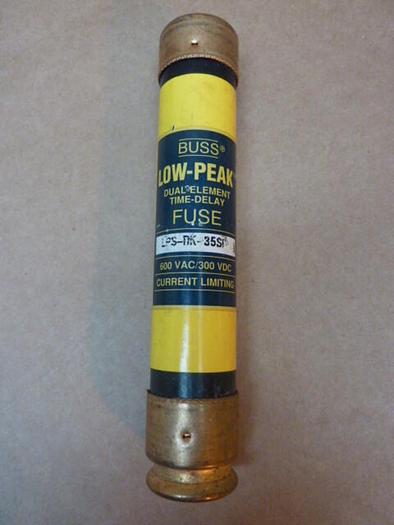 BUSS®
LOW-PEAK®
DUAL-ELEMENT
TIME-DELAY
FUSE
LPS-RK-35SP
600 VAC/300 VDC
CURRENT LIMITING